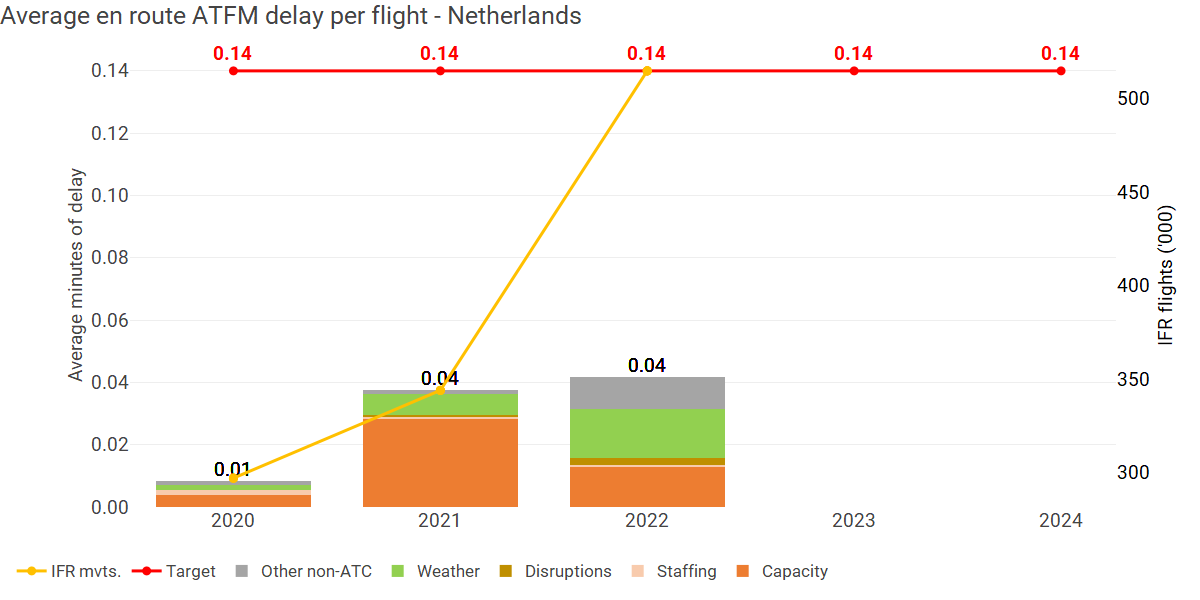 Average en route ATFM delay per flight - Netherlands
0.14 0.14 0.14 0.14 0.14
0.14
0.12
0.10
0.08
0.06
0.04
0.02
0.00
Average minutes of delay
0.01
0.04
0.04
500
450
400
350
300
IFR flights ('000)
2020 2021 2022 2023 2024
IFR mvts. Target Other non-ATC Weather Disruptions Staffing Capacity